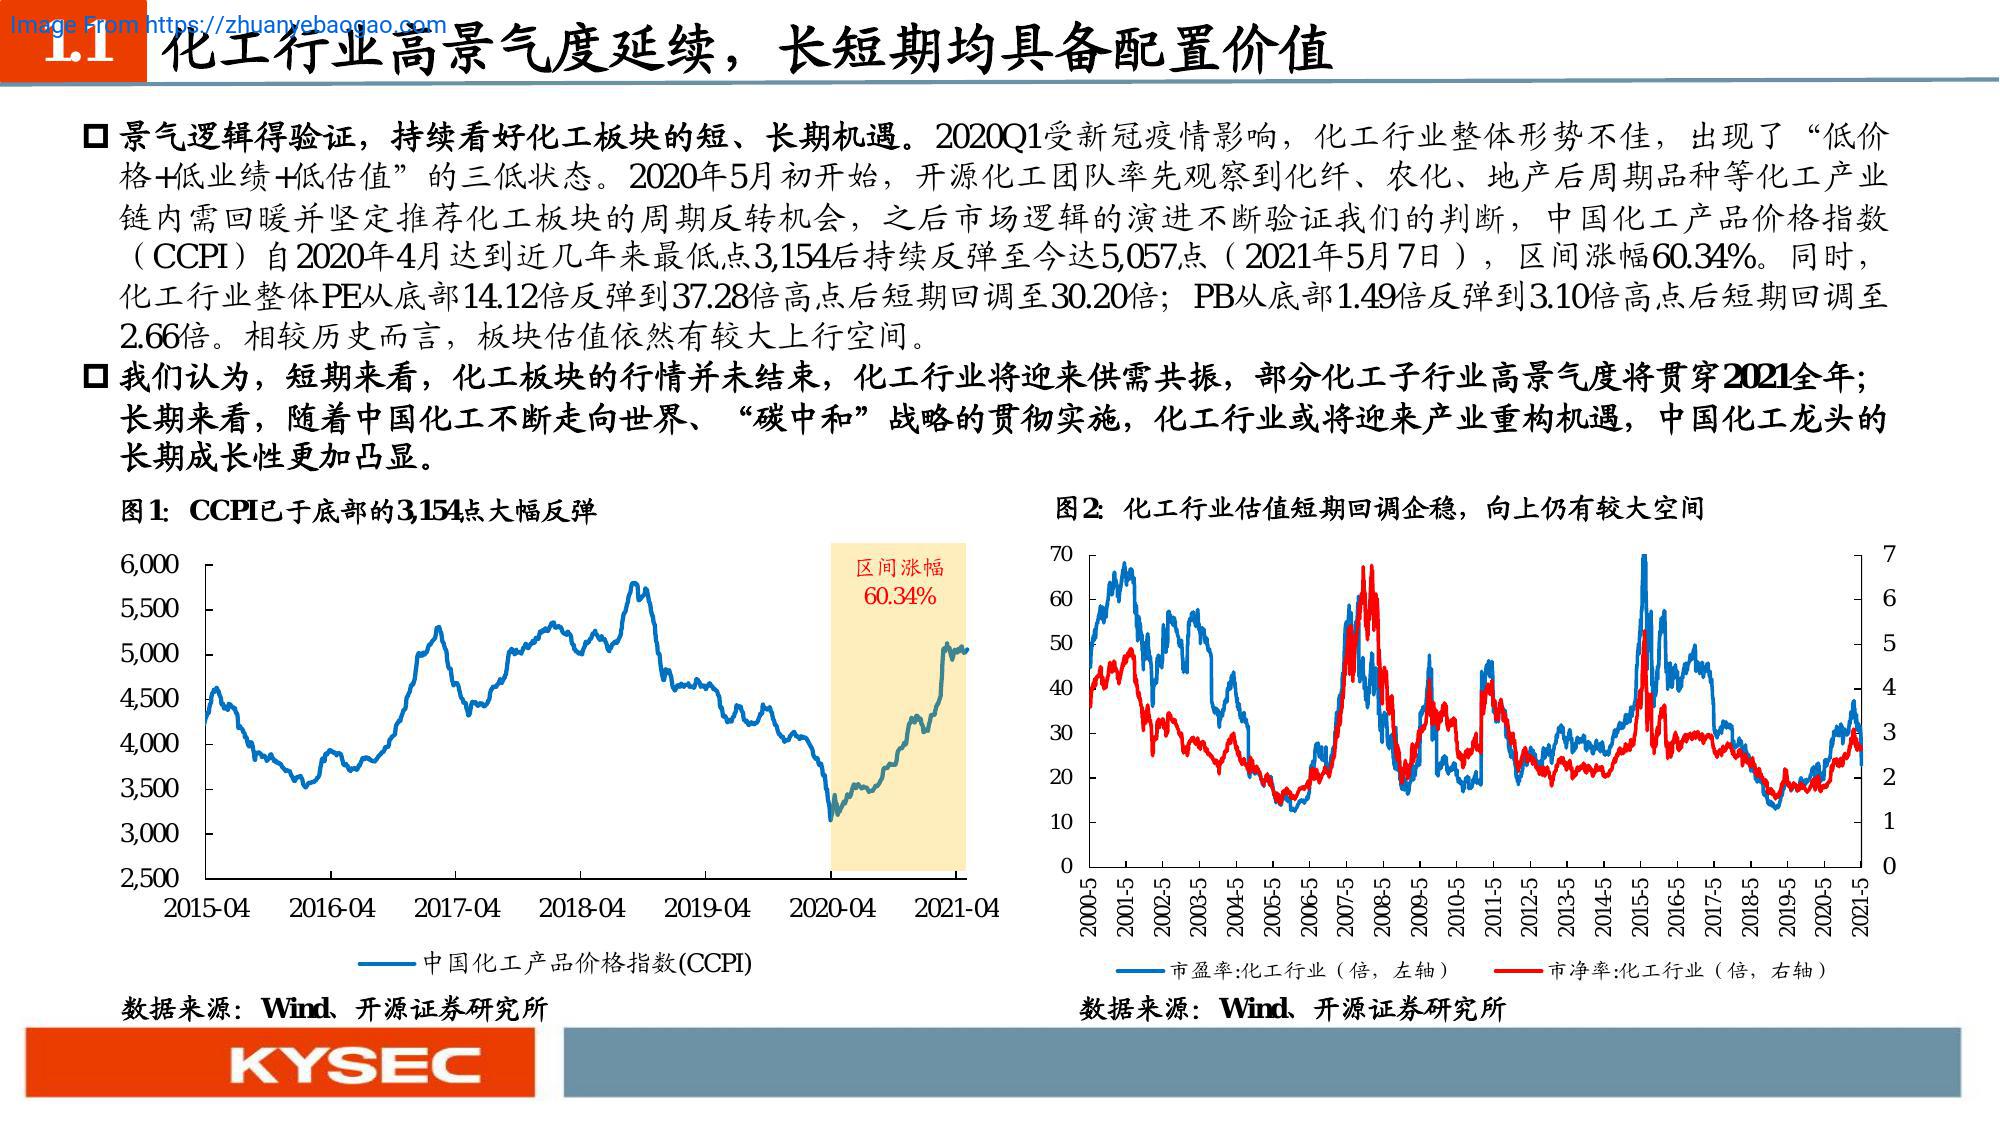 Image From https://zhuanyebaogao.com
1.1 化工行业高景气度延续，长短期均具备配置价值
景气逻辑得验证，持续看好化工板块的短、长期机遇。2020Q1受新冠疫情影响，化工行业整体形势不佳，出现了“低价
格+低业绩+低估值”的三低状态。2020年5月初开始，开源化工团队率先观察到化纤、农化、地产后周期品种等化工产业
链内需回暖并坚定推荐化工板块的周期反转机会，之后市场逻辑的演进不断验证我们的判断，中国化工产品价格指数
（CCPI）自2020年4月达到近几年来最低点3,154后持续反弹至今达5,057点（2021年5月7日），区间涨幅60.34%。同时，
化工行业整体PE从底部14.12倍反弹到37.28倍高点后短期回调至30.20倍；PB从底部1.49倍反弹到3.10倍高点后短期回调至
2.66倍。相较历史而言，板块估值依然有较大上行空间。
我们认为，短期来看，化工板块的行情并未结束，化工行业将迎来供需共振，部分化工子行业高景气度将贯穿2021全年；
长期来看，随着中国化工不断走向世界、“碳中和”战略的贯彻实施，化工行业或将迎来产业重构机遇，中国化工龙头的
长期成长性更加凸显。
图1：CCPI已于底部的3,154点大幅反弹
6,000
5,500
5,000
4,500
4,000
3,500
3,000
2,500
区间涨幅
60.34%
2015-04 2016-04 2017-04 2018-04 2019-04 2020-04 2021-04
中国化工产品价格指数(CCPI)
数据来源：Wind、开源证券研究所
图2：化工行业估值短期回调企稳，向上仍有较大空间
70
60
50
40
30
20
10
0
7
6
5
4
3
2
1
0
2000-5 2001-5 2002-5 2003-5 2004-5 2005-5 2006-5 2007-5 2008-5 2009-5 2010-5 2011-5 2012-5 2013-5 2014-5 2015-5 2016-5 2017-5 2018-5 2019-5 2020-5 2021-5
市盈率:化工行业（倍，左轴） 市净率:化工行业（倍，右轴）
数据来源：Wind、开源证券研究所
KYSEC